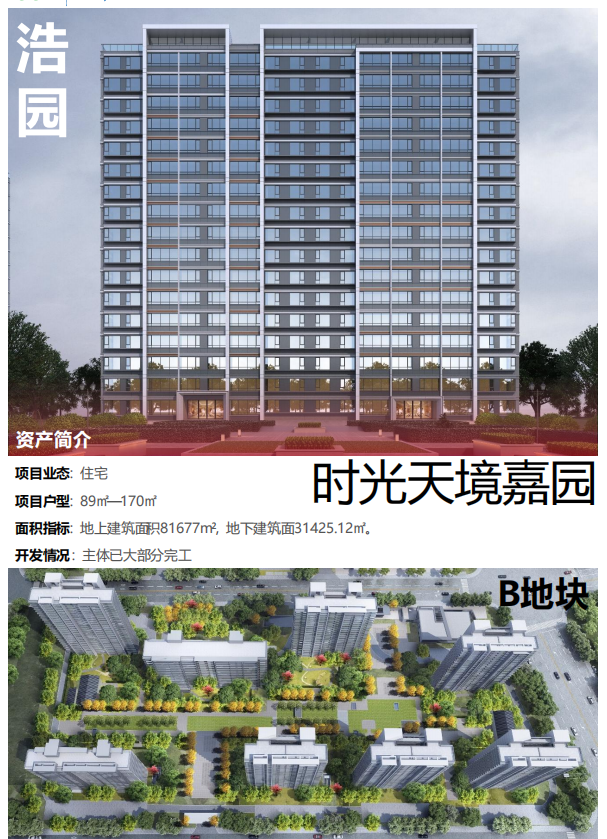 浩
园
资产简介
时光天境嘉园
项目业态：住宅
项目户型：89㎡—170㎡
面积指标：地上建筑面积81677㎡，地下建筑面31425.12㎡。
开发情况：主体已大部分完工
B地块